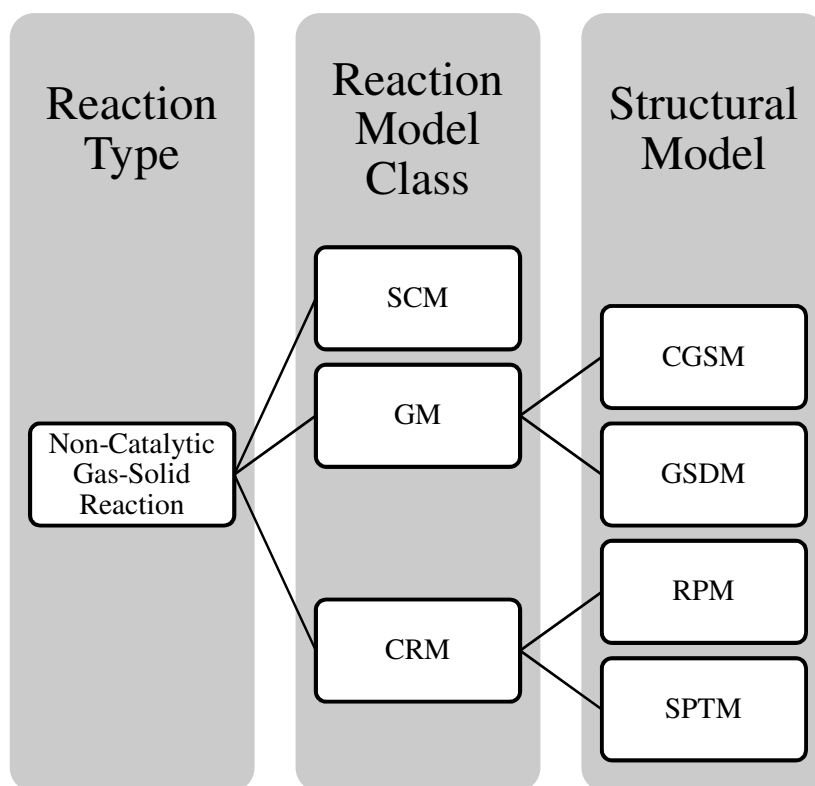 Reaction
Type
Reaction
Model
Class
Structural
Model
SCM
GM
CRM
Non-Catalytic
Gas-Solid
Reaction
CGSM
GSDM
RPM
SPTM